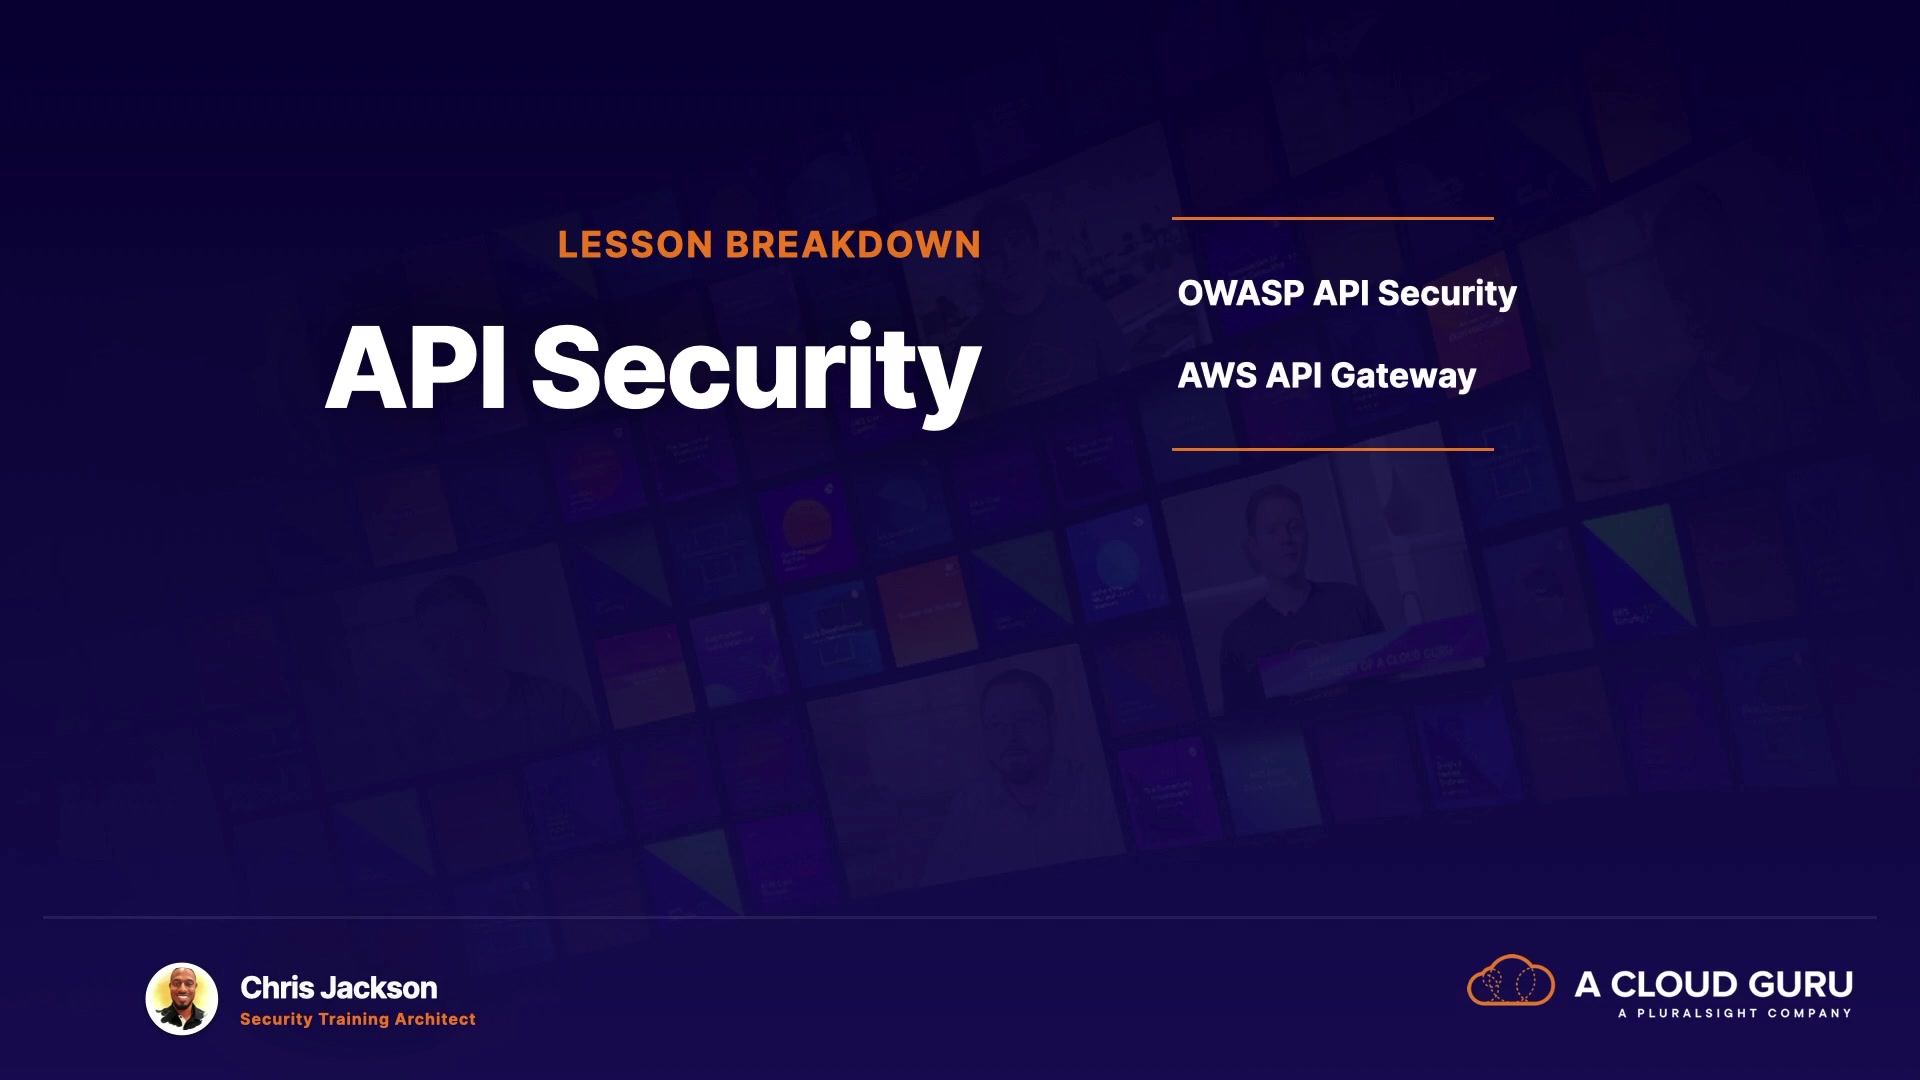 LESSON BREAKDOWN
API Security
OWASP API Security
AWS API Gateway
Chris Jackson
Security Training Architect
A CLOUD GURU
A PLURALSIGHT COMPANY